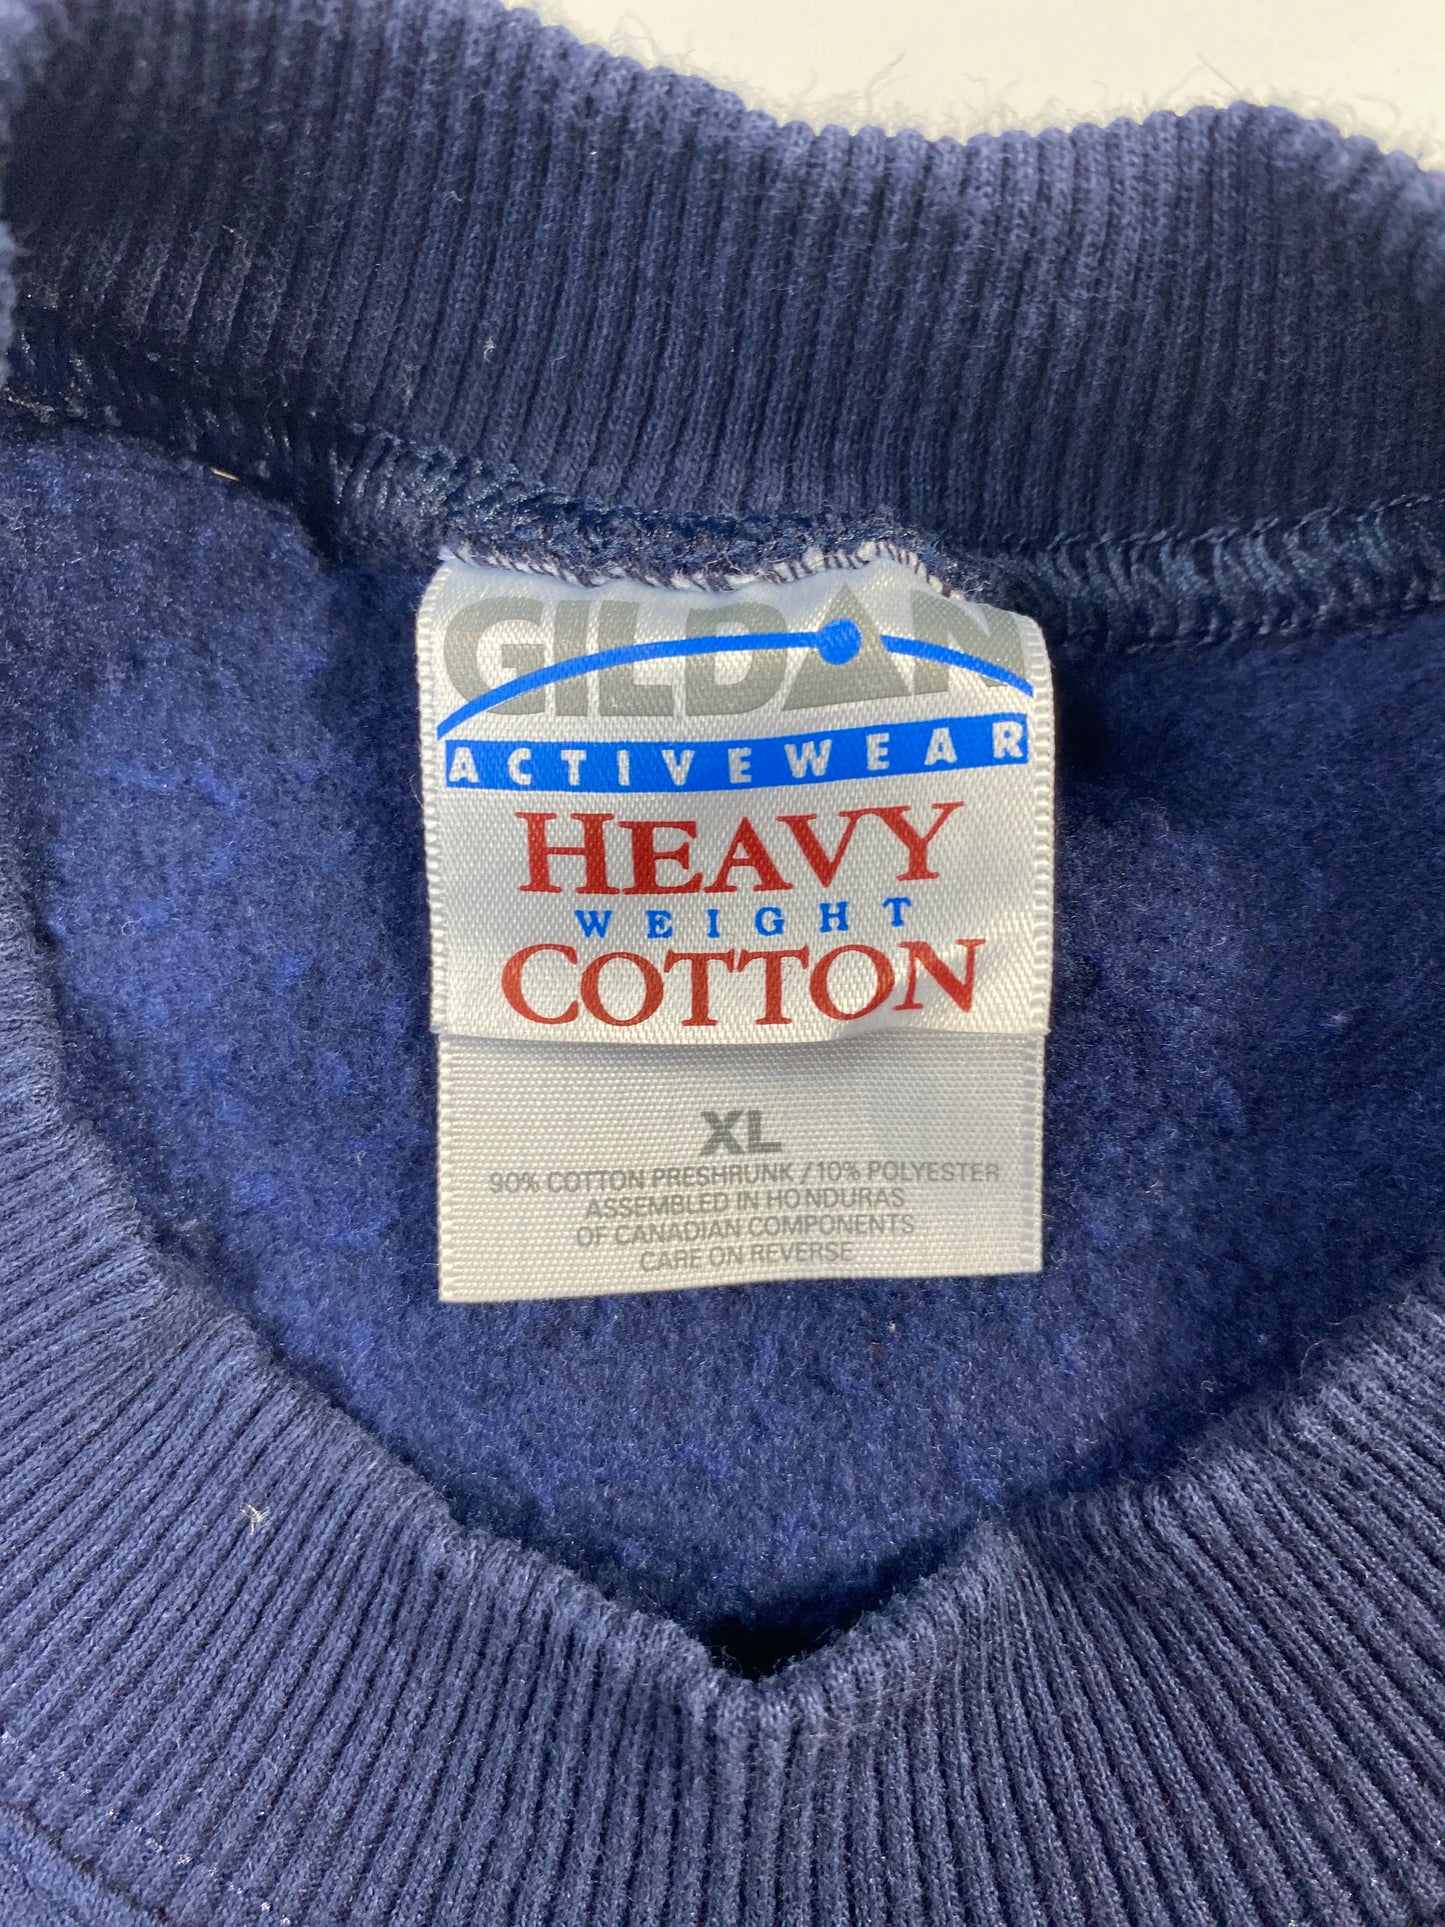 GILDAN
ACTIVEWEAR
HEAVY
WEIGHT
COTTON
XL
90% COTTON PRESHRUNK / 10% POLYESTER
ASSEMBLED IN HONDURAS
OF CANADIAN COMPONENTS
CARE ON REVERSE